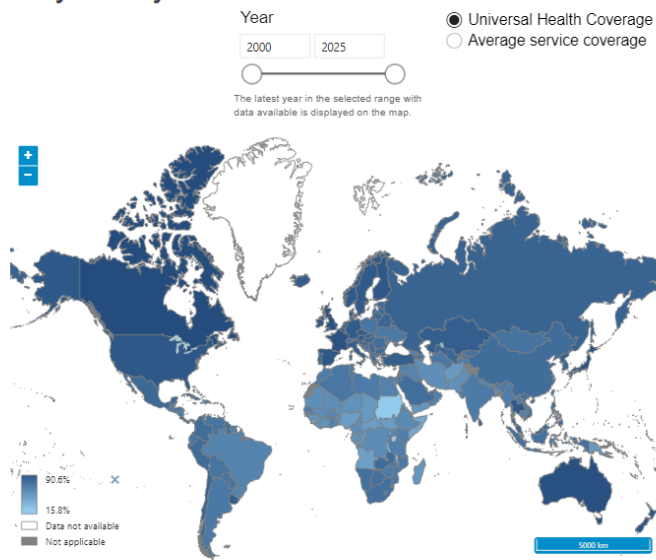 Year
Universal Health Coverage
Average service coverage
2000
2025
The latest year in the selected range with
data available is displayed on the map.
+
−
90.6%
15.8%
Data not available
Not applicable
5000 km